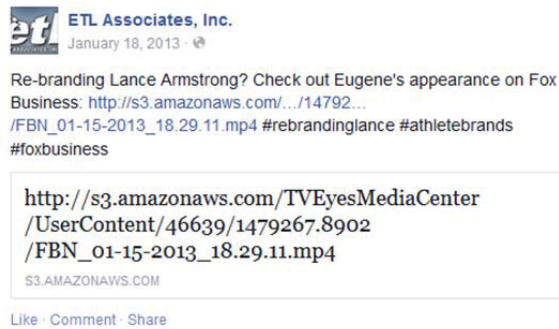 etl
ETL Associates, Inc.
January 18, 2013 ·
Re-branding Lance Armstrong? Check out Eugene's appearance on Fox
Business: http://s3.amazonaws.com/.../14792...
/FBN_01-15-2013_18.29.11.mp4 #rebrandinglance #athletebrands
#foxbusiness
http://s3.amazonaws.com/TVEyesMediaCenter
/UserContent/46639/1479267.8902
/FBN_01-15-2013_18.29.11.mp4
S3.AMAZONAWS.COM
Like · Comment · Share